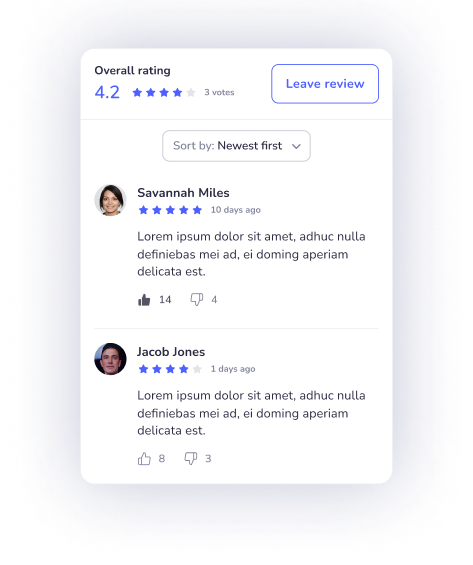 Overall rating
4.2 3 votes
Leave review
Sort by: Newest first
Savannah Miles
10 days ago
Lorem ipsum dolor sit amet, adhuc nulla
definiebas mei ad, ei doming aperiam
delicata est.
14 4
Jacob Jones
1 days ago
Lorem ipsum dolor sit amet, adhuc nulla
definiebas mei ad, ei doming aperiam
delicata est.
8 3